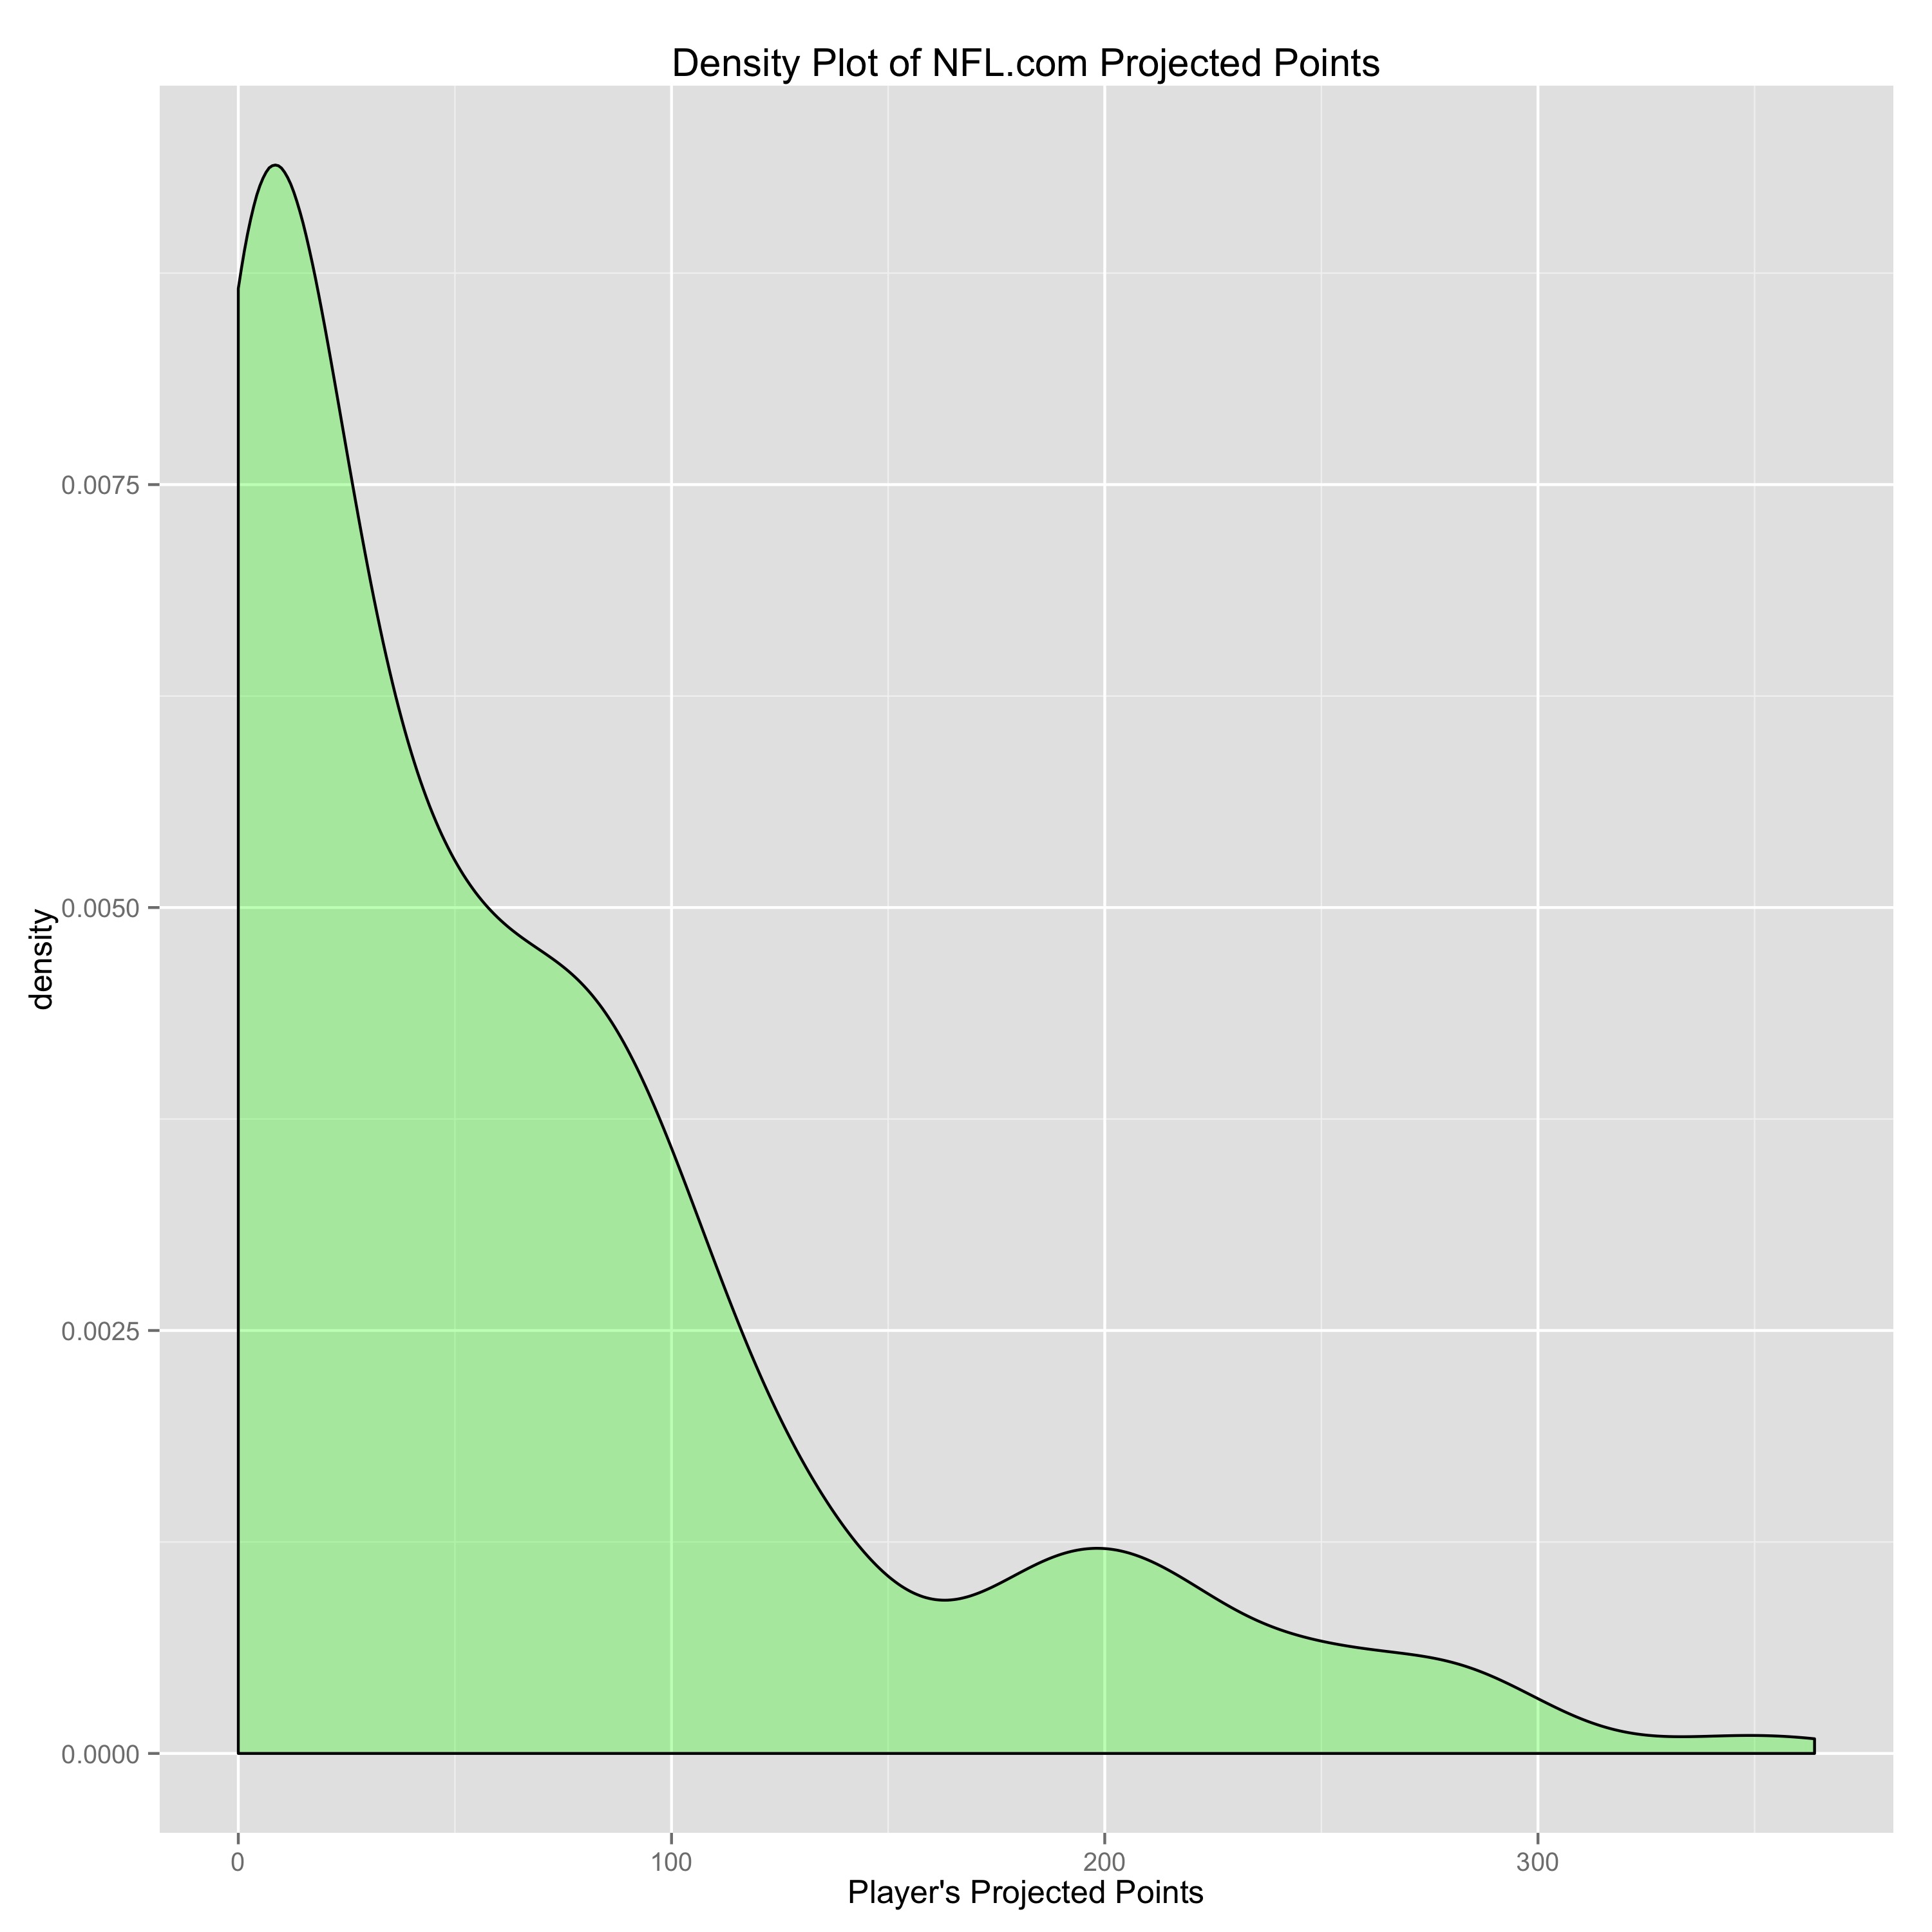 Density Plot of NFL.com Projected Points
density
0.0075
0.0050
0.0025
0.0000
0 100 200 300
Player's Projected Points